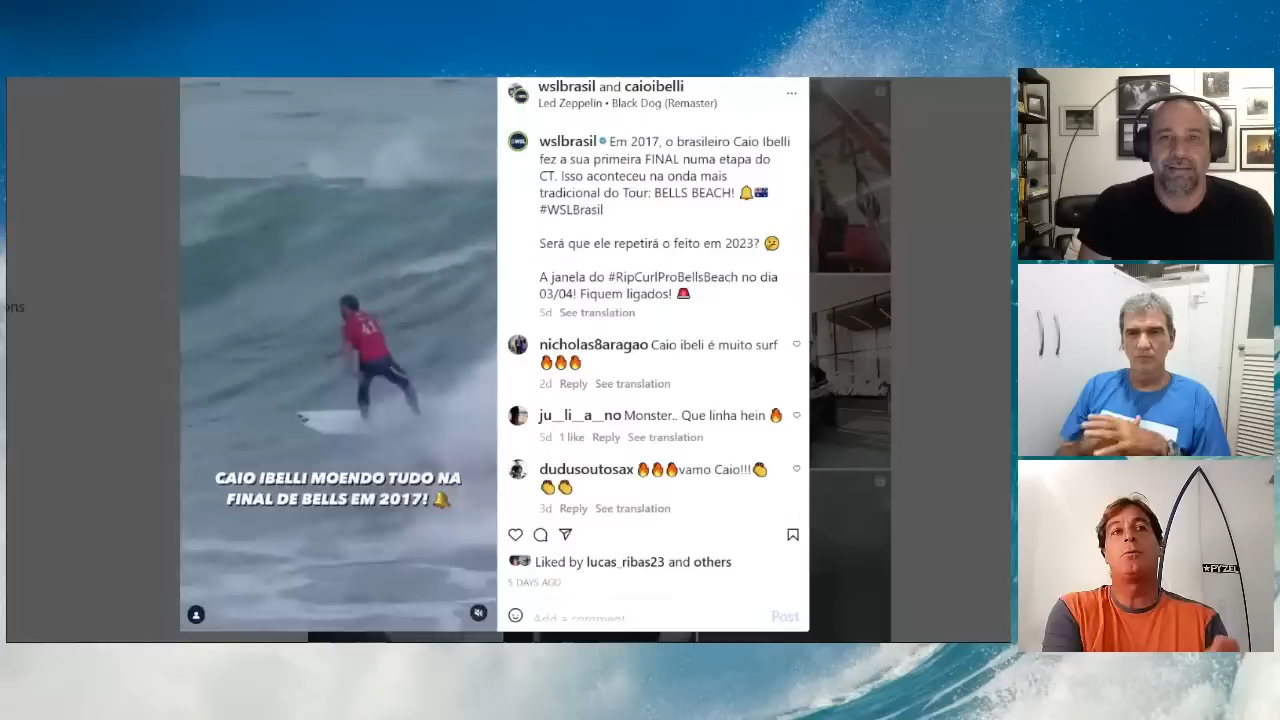 ons
CAIO IBELLI MOENDO TUDO NA
FINAL DE BELLS EM 2017! 🔔
41
wslbrasil and caioibelli
Led Zeppelin • Black Dog (Remaster)
wslbrasil Em 2017, o brasileiro Caio Ibelli
fez a sua primeira FINAL numa etapa do
CT. Isso aconteceu na onda mais
tradicional do Tour: BELLS BEACH! 🔔🇦🇺
#WSLBrasil
Será que ele repetirá o feito em 2023? 🤔
A janela do #RipCurlProBellsBeach no dia
03/04! Fiquem ligados! 🚨
5d See translation
nicholas8aragao Caio ibeli é muito surf
🔥🔥🔥
2d Reply See translation
ju__li__a__no Monster.. Que linha hein 🔥
5d 1 like Reply See translation
dudusoutosax 🔥🔥🔥vamo Caio!!!👏
👏👏
3d Reply See translation
Liked by lucas_ribas23 and others
5 DAYS AGO
Add a comment
Post
PYZEL